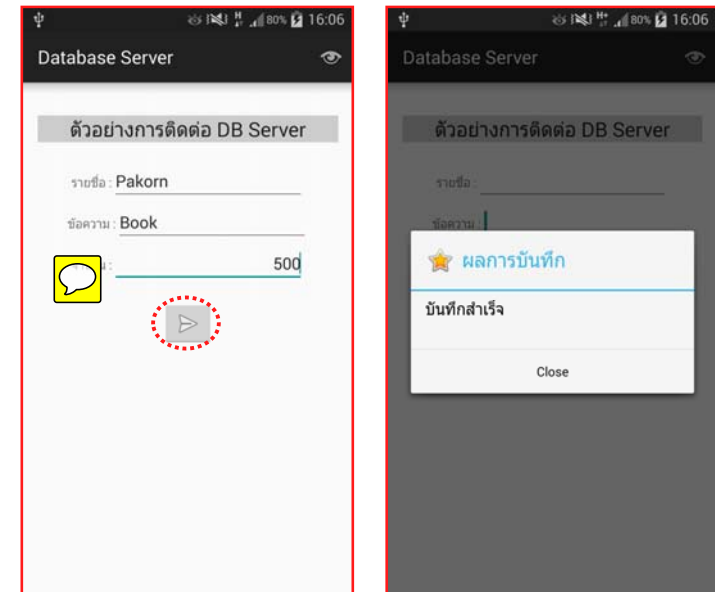 80% 16:06
Database Server
ตัวอย่างการติดต่อ DB Server
รายชื่อ : Pakorn
ข้อความ : Book
500
H+ 80% 16:06
Database Server
ตัวอย่างการติดต่อ DB Server
รายชื่อ :
ข้อความ :
ผลการบันทึก
บันทึกสำเร็จ
Close